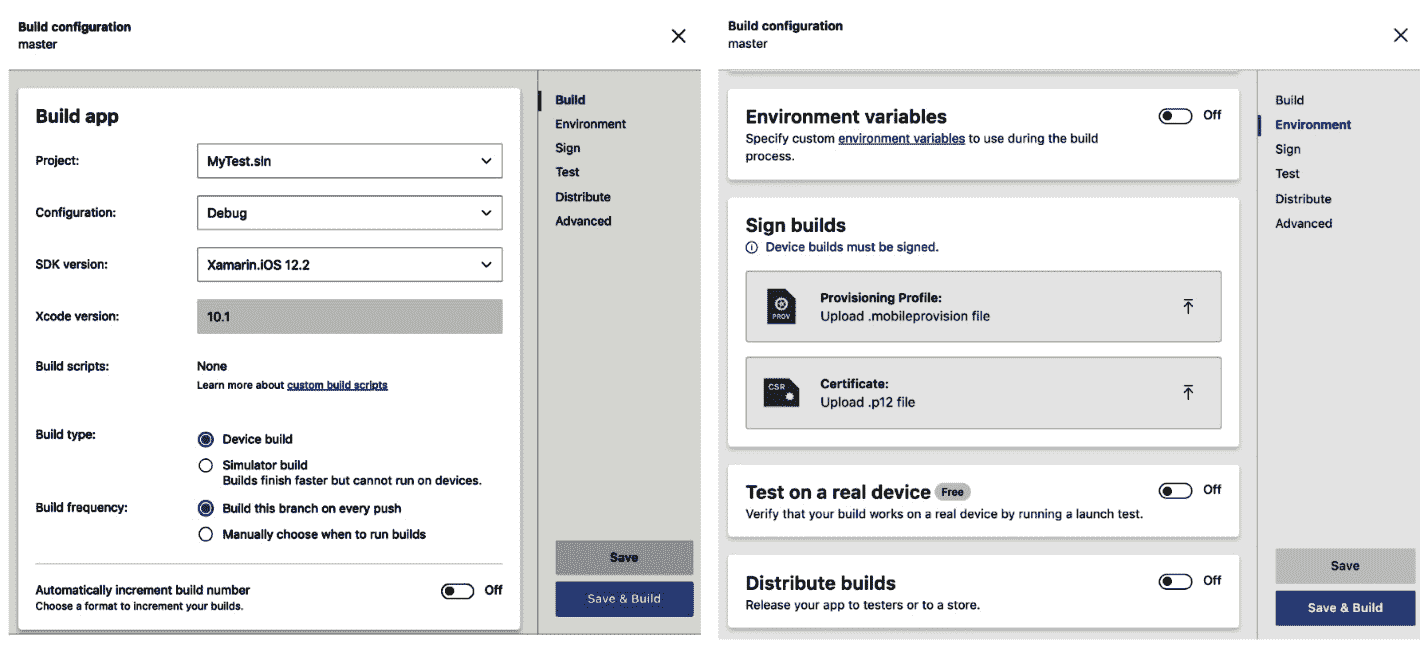 Build configuration
master
Build app
Project:
MyTest.sln
Configuration:
Debug
SDK version:
Xamarin.iOS 12.2
Xcode version:
10.1
Build scripts:
None
Learn more about custom build scripts
Build type:
Device build
Simulator build
Builds finish faster but cannot run on devices.
Build frequency:
Build this branch on every push
Manually choose when to run builds
Automatically increment build number
Off
Choose a format to increment your builds.
Build
Environment
Sign
Test
Distribute
Advanced
Save
Save & Build
Build configuration
master
Environment variables
Off
Specify custom environment variables to use during the build
process.
Sign builds
Device builds must be signed.
PROV
Provisioning Profile:
Upload .mobileprovision file
CSR
Certificate:
Upload .p12 file
Test on a real device
Free
Off
Verify that your build works on a real device by running a launch test.
Distribute builds
Off
Release your app to testers or to a store.
Build
Environment
Sign
Test
Distribute
Advanced
Save
Save & Build